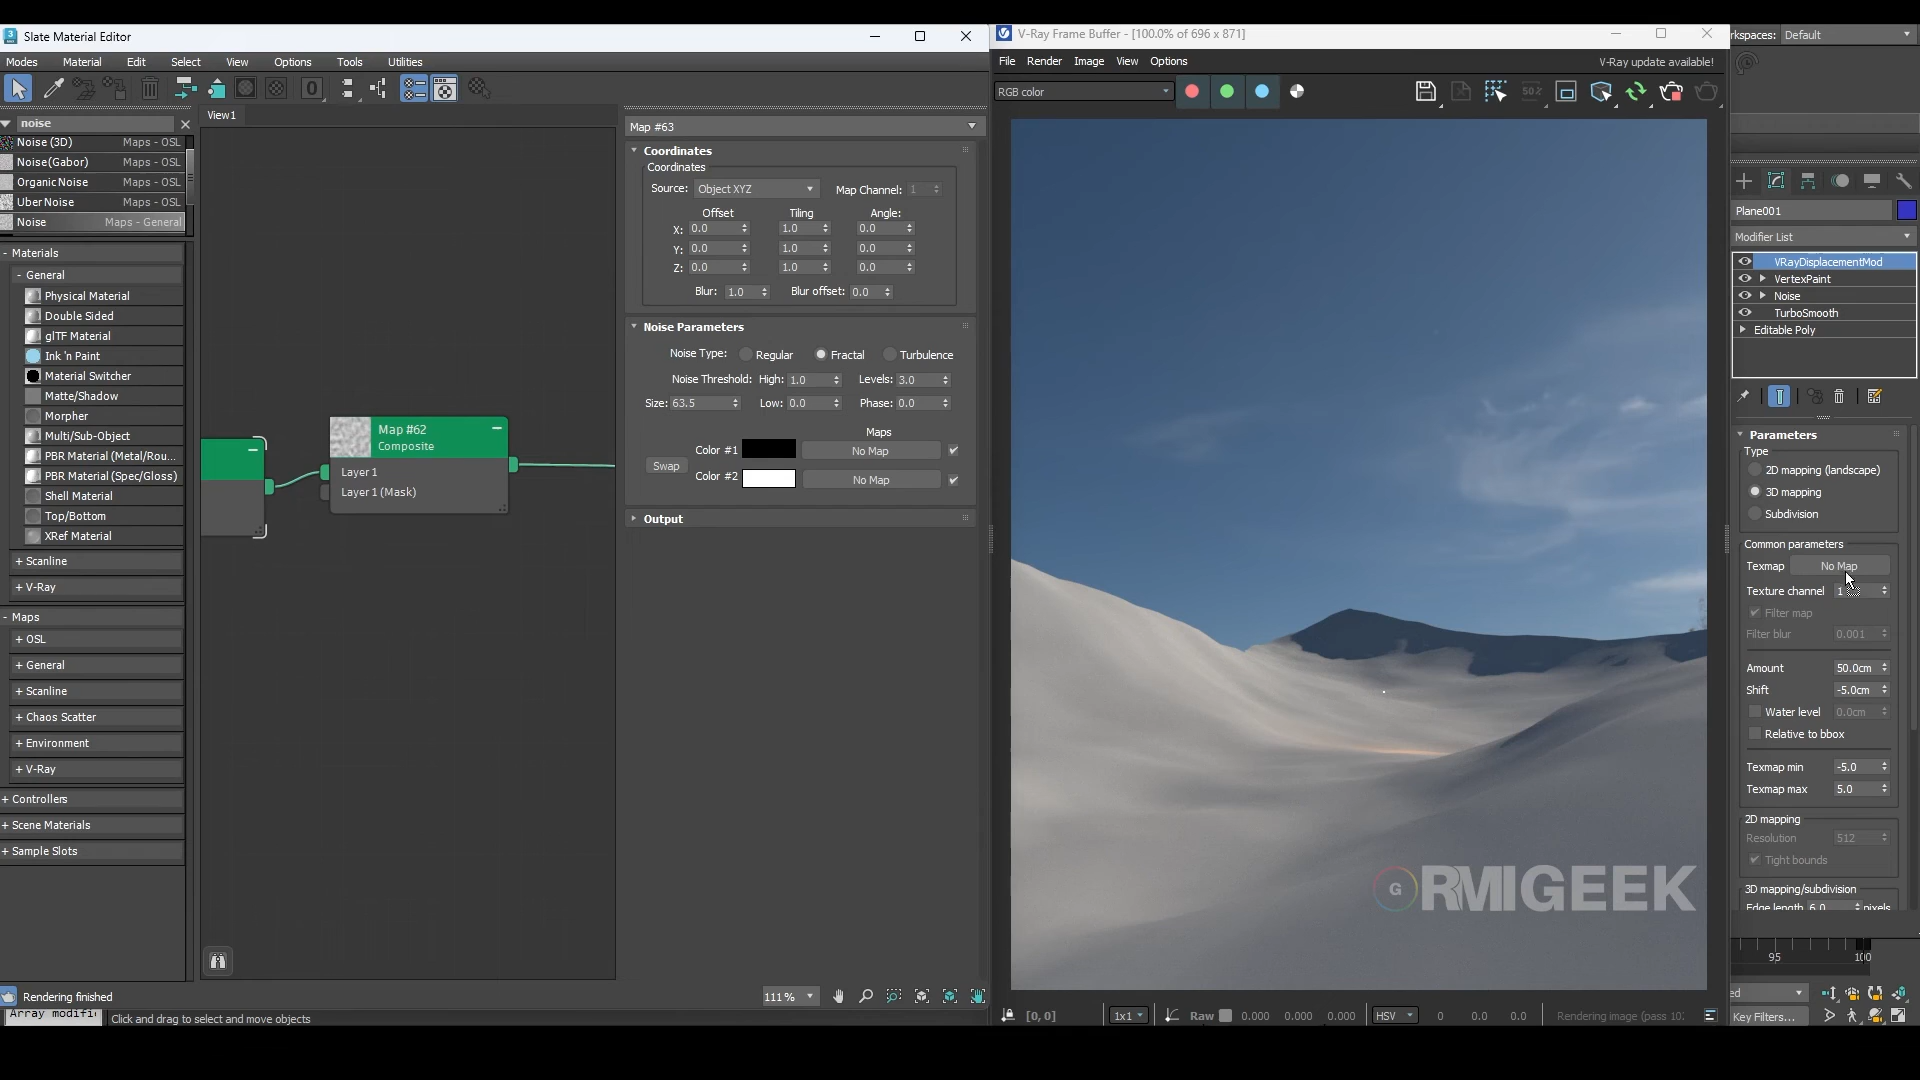 Slate Material Editor
Modes Material Edit Select View Options Tools Utilities
noise
Noise (3D) Maps - OSL
Noise(Gabor) Maps - OSL
OrganicNoise Maps - OSL
UberNoise Maps - OSL
Noise Maps - General
- Materials
- General
Physical Material
Double Sided
glTF Material
Ink 'n Paint
Material Switcher
Matte/Shadow
Morpher
Multi/Sub-Object
PBR Material (Metal/Rou...
PBR Material (Spec/Gloss)
Shell Material
Top/Bottom
XRef Material
+ Scanline
+ V-Ray
- Maps
+ OSL
+ General
+ Scanline
+ Chaos Scatter
+ Environment
+ V-Ray
+ Controllers
+ Scene Materials
+ Sample Slots
Rendering finished
Click and drag to select and move objects
View1
Map #62
Composite
Layer 1
Layer 1 (Mask)
Map #63
Coordinates
Coordinates
Source: Object XYZ Map Channel: 1
Offset Tiling Angle:
X: 0.0 1.0 0.0
Y: 0.0 1.0 0.0
Z: 0.0 1.0 0.0
Blur: 1.0 Blur offset: 0.0
Noise Parameters
Noise Type: Regular Fractal Turbulence
Noise Threshold: High: 1.0 Levels: 3.0
Size: 63.5 Low: 0.0 Phase: 0.0
Maps
Color #1 No Map
Swap
Color #2 No Map
Output
111%
V-Ray Frame Buffer - [100.0% of 696 x 871]
File Render Image View Options V-Ray update available!
RGB color
50%
G RMIGEEK
[0, 0] 1x1 Raw 0.000 0.000 0.000 HSV 0 0.0 0.0
rkspaces: Default
Plane001
Modifier List
VRayDisplacementMod
VertexPaint
Noise
TurboSmooth
Editable Poly
Parameters
Type
2D mapping (landscape)
3D mapping
Subdivision
Common parameters
Texmap No Map
Texture channel 1
Filter map
Filter blur 0.001
Amount 50.0cm
Shift -5.0cm
Water level 0.0cm
Relative to bbox
Texmap min -5.0
Texmap max 5.0
2D mapping
Resolution 512
Tight bounds
3D mapping/subdivision
Edge length 6.0 pixels
95 100
ed
Key Filters...